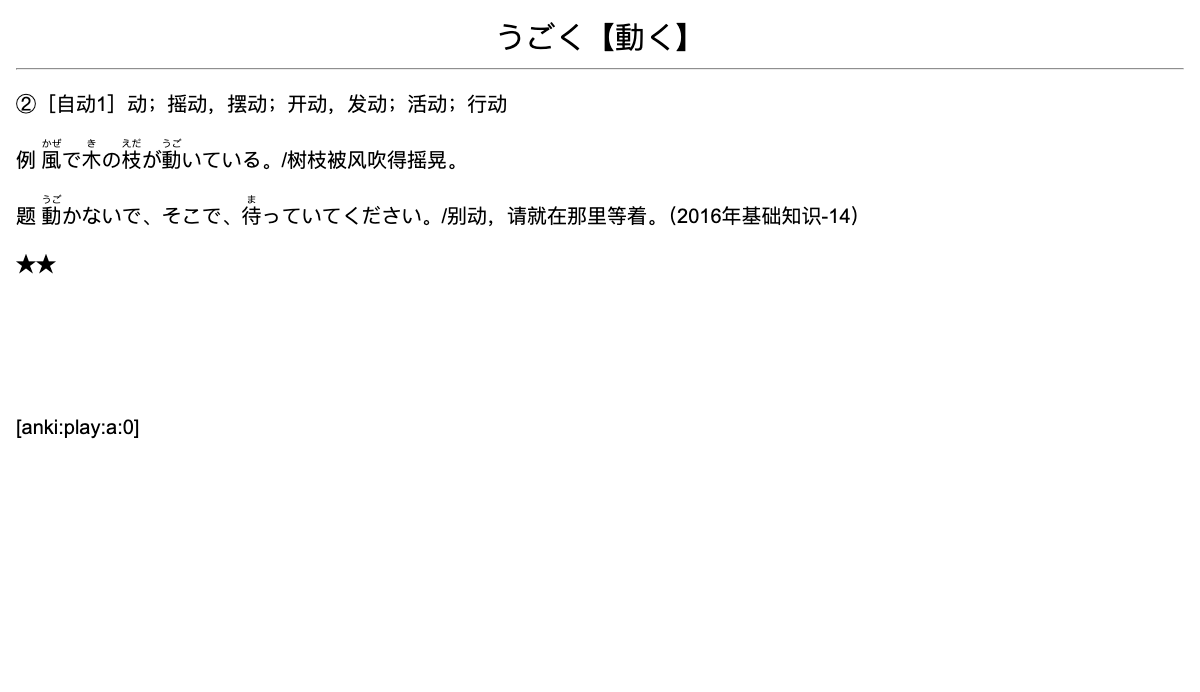 うごく【動く】
②［自动1］动；摇动，摆动；开动，发动；活动；行动
かぜ き えだ うご
例 風で木の枝が動いている。/树枝被风吹得摇晃。
うご ま
题 動かないで、そこで、待っていてください。/别动，请就在那里等着。（2016年基础知识-14）
★★
[anki:play:a:0]